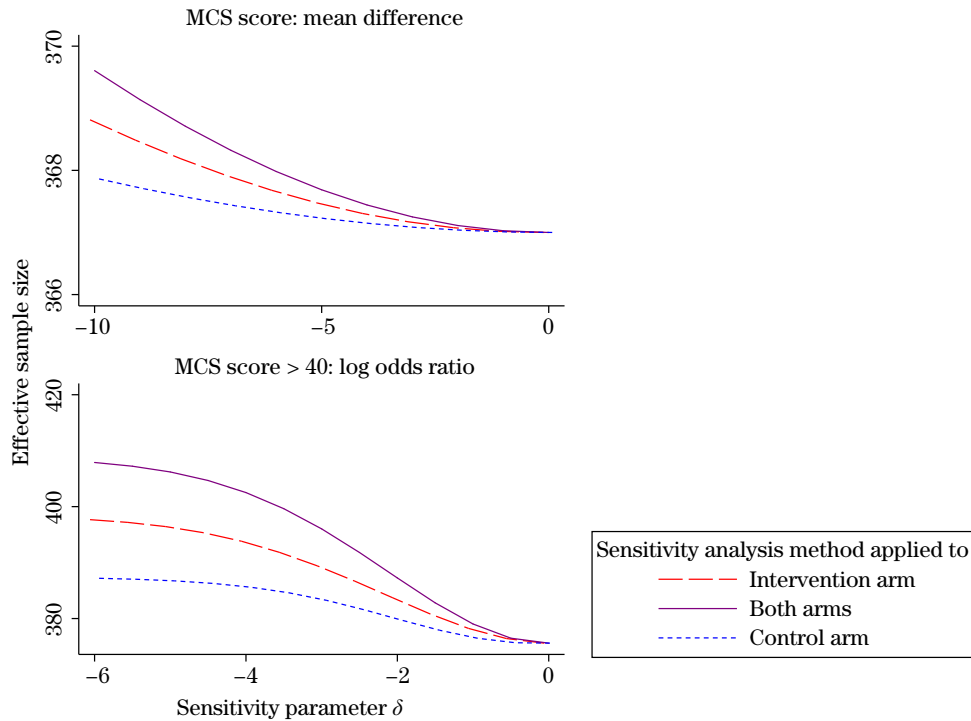 MCS score: mean difference
370
368
366
−10
−5
0
Effective sample size
MCS score > 40: log odds ratio
420
400
380
−6
−4
−2
0
Sensitivity parameter δ
Sensitivity analysis method applied to
Intervention arm
Both arms
Control arm